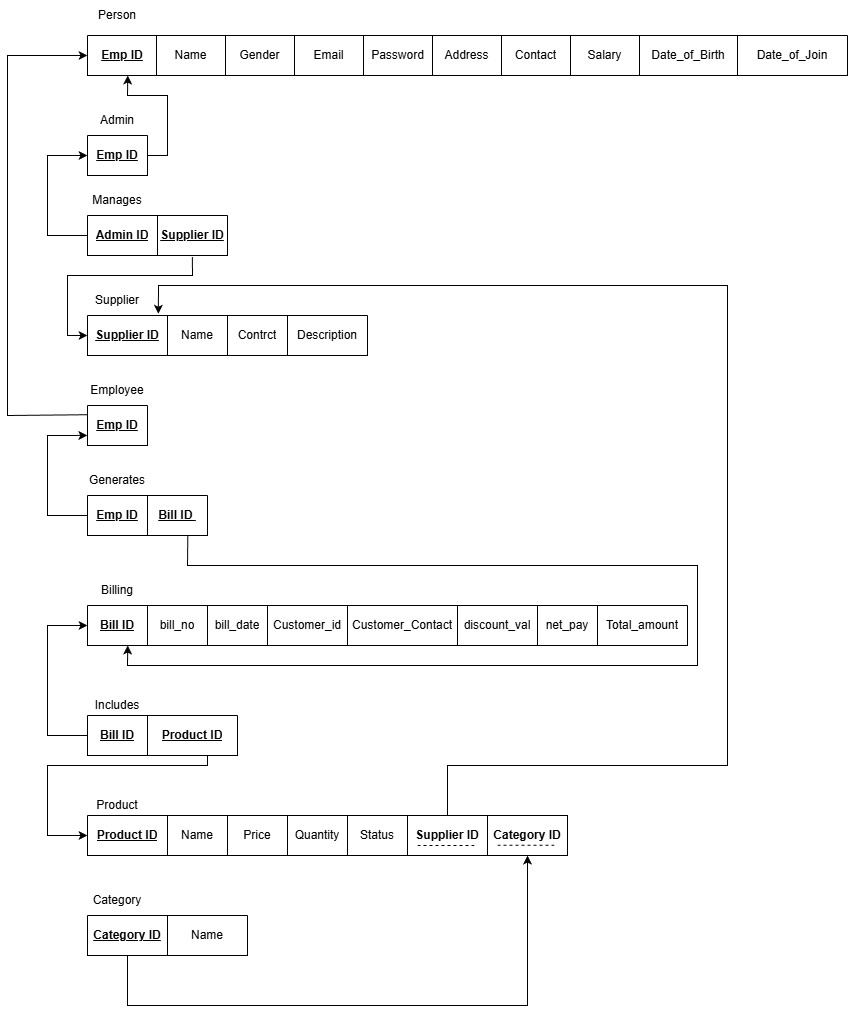 Person
Emp ID Name Gender Email Password Address Contact Salary Date_of_Birth Date_of_Join
Admin
Emp ID
Manages
Admin ID Supplier ID
Supplier
Supplier ID Name Contrct Description
Employee
Emp ID
Generates
Emp ID Bill ID
Billing
Bill ID bill_no bill_date Customer_id Customer_Contact discount_val net_pay Total_amount
Includes
Bill ID Product ID
Product
Product ID Name Price Quantity Status Supplier ID Category ID
Category
Category ID Name